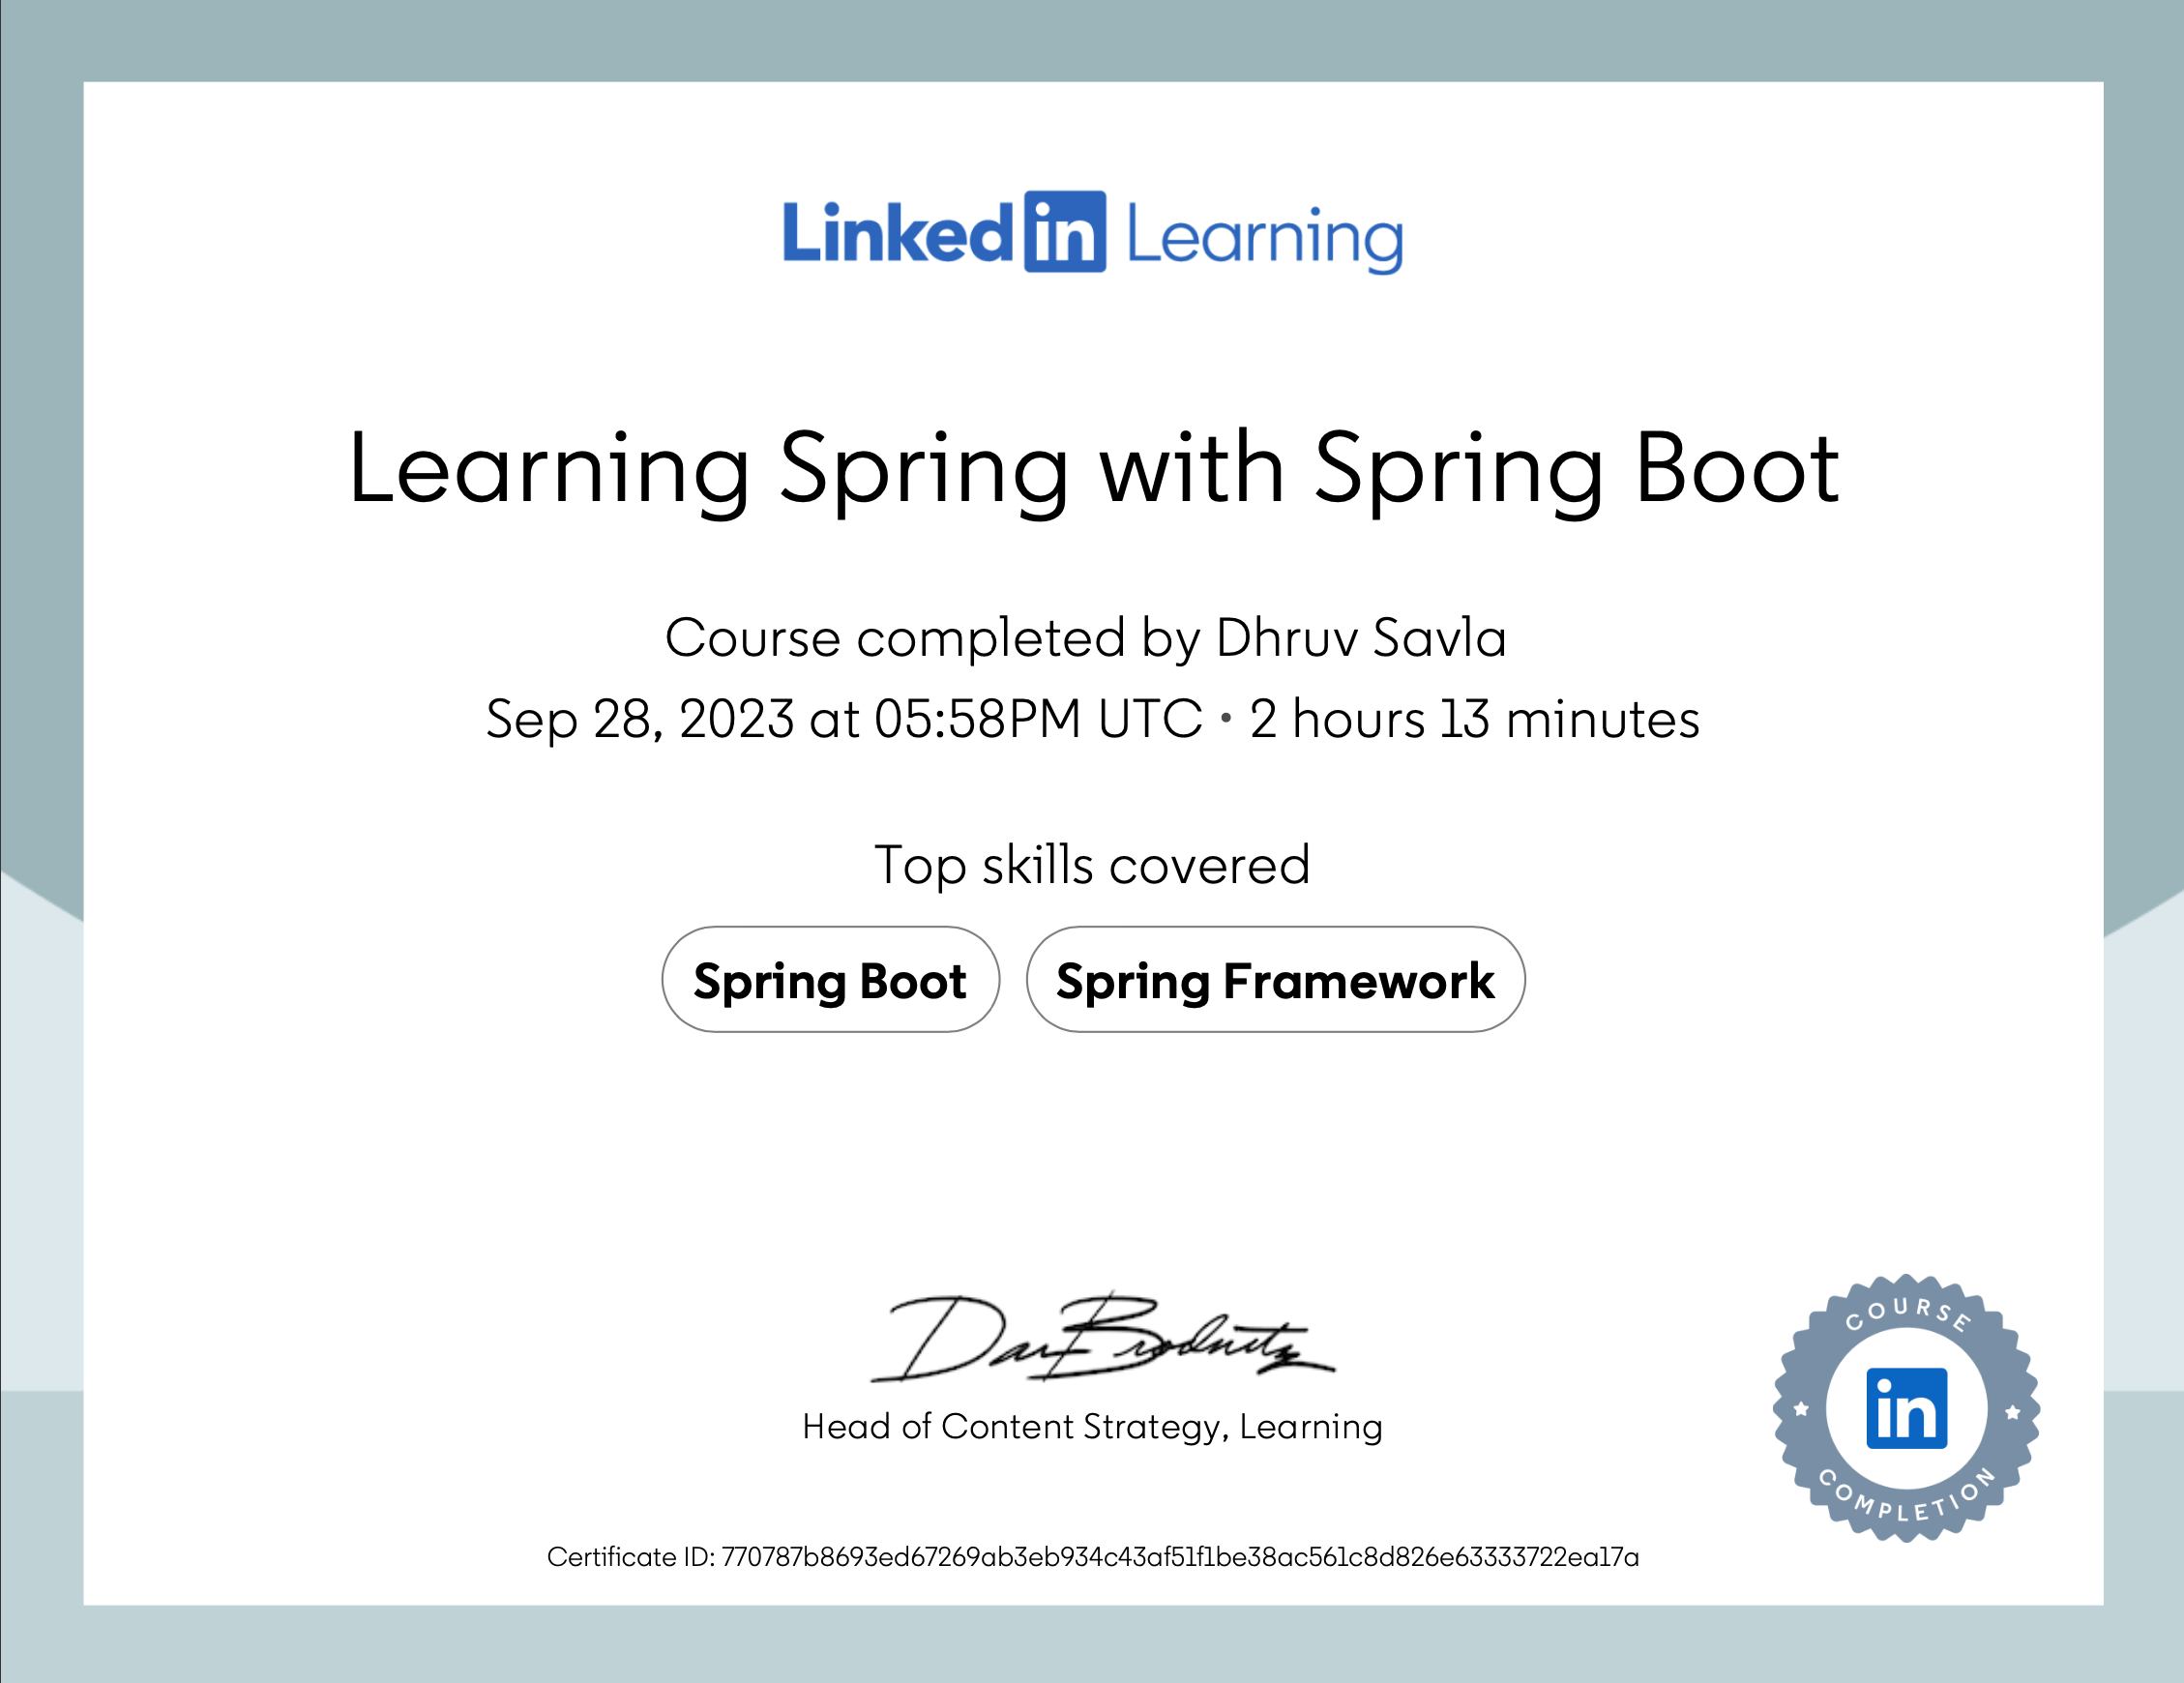 Linked in Learning
Learning Spring with Spring Boot
Course completed by Dhruv Savla
Sep 28, 2023 at 05:58PM UTC • 2 hours 13 minutes
Top skills covered
Spring Boot
Spring Framework
Head of Content Strategy, Learning
COURSE
in
COMPLETION
Certificate ID: 770787b8693ed67269ab3eb934c43af51f1be38ac561c8d826e63333722ea17a